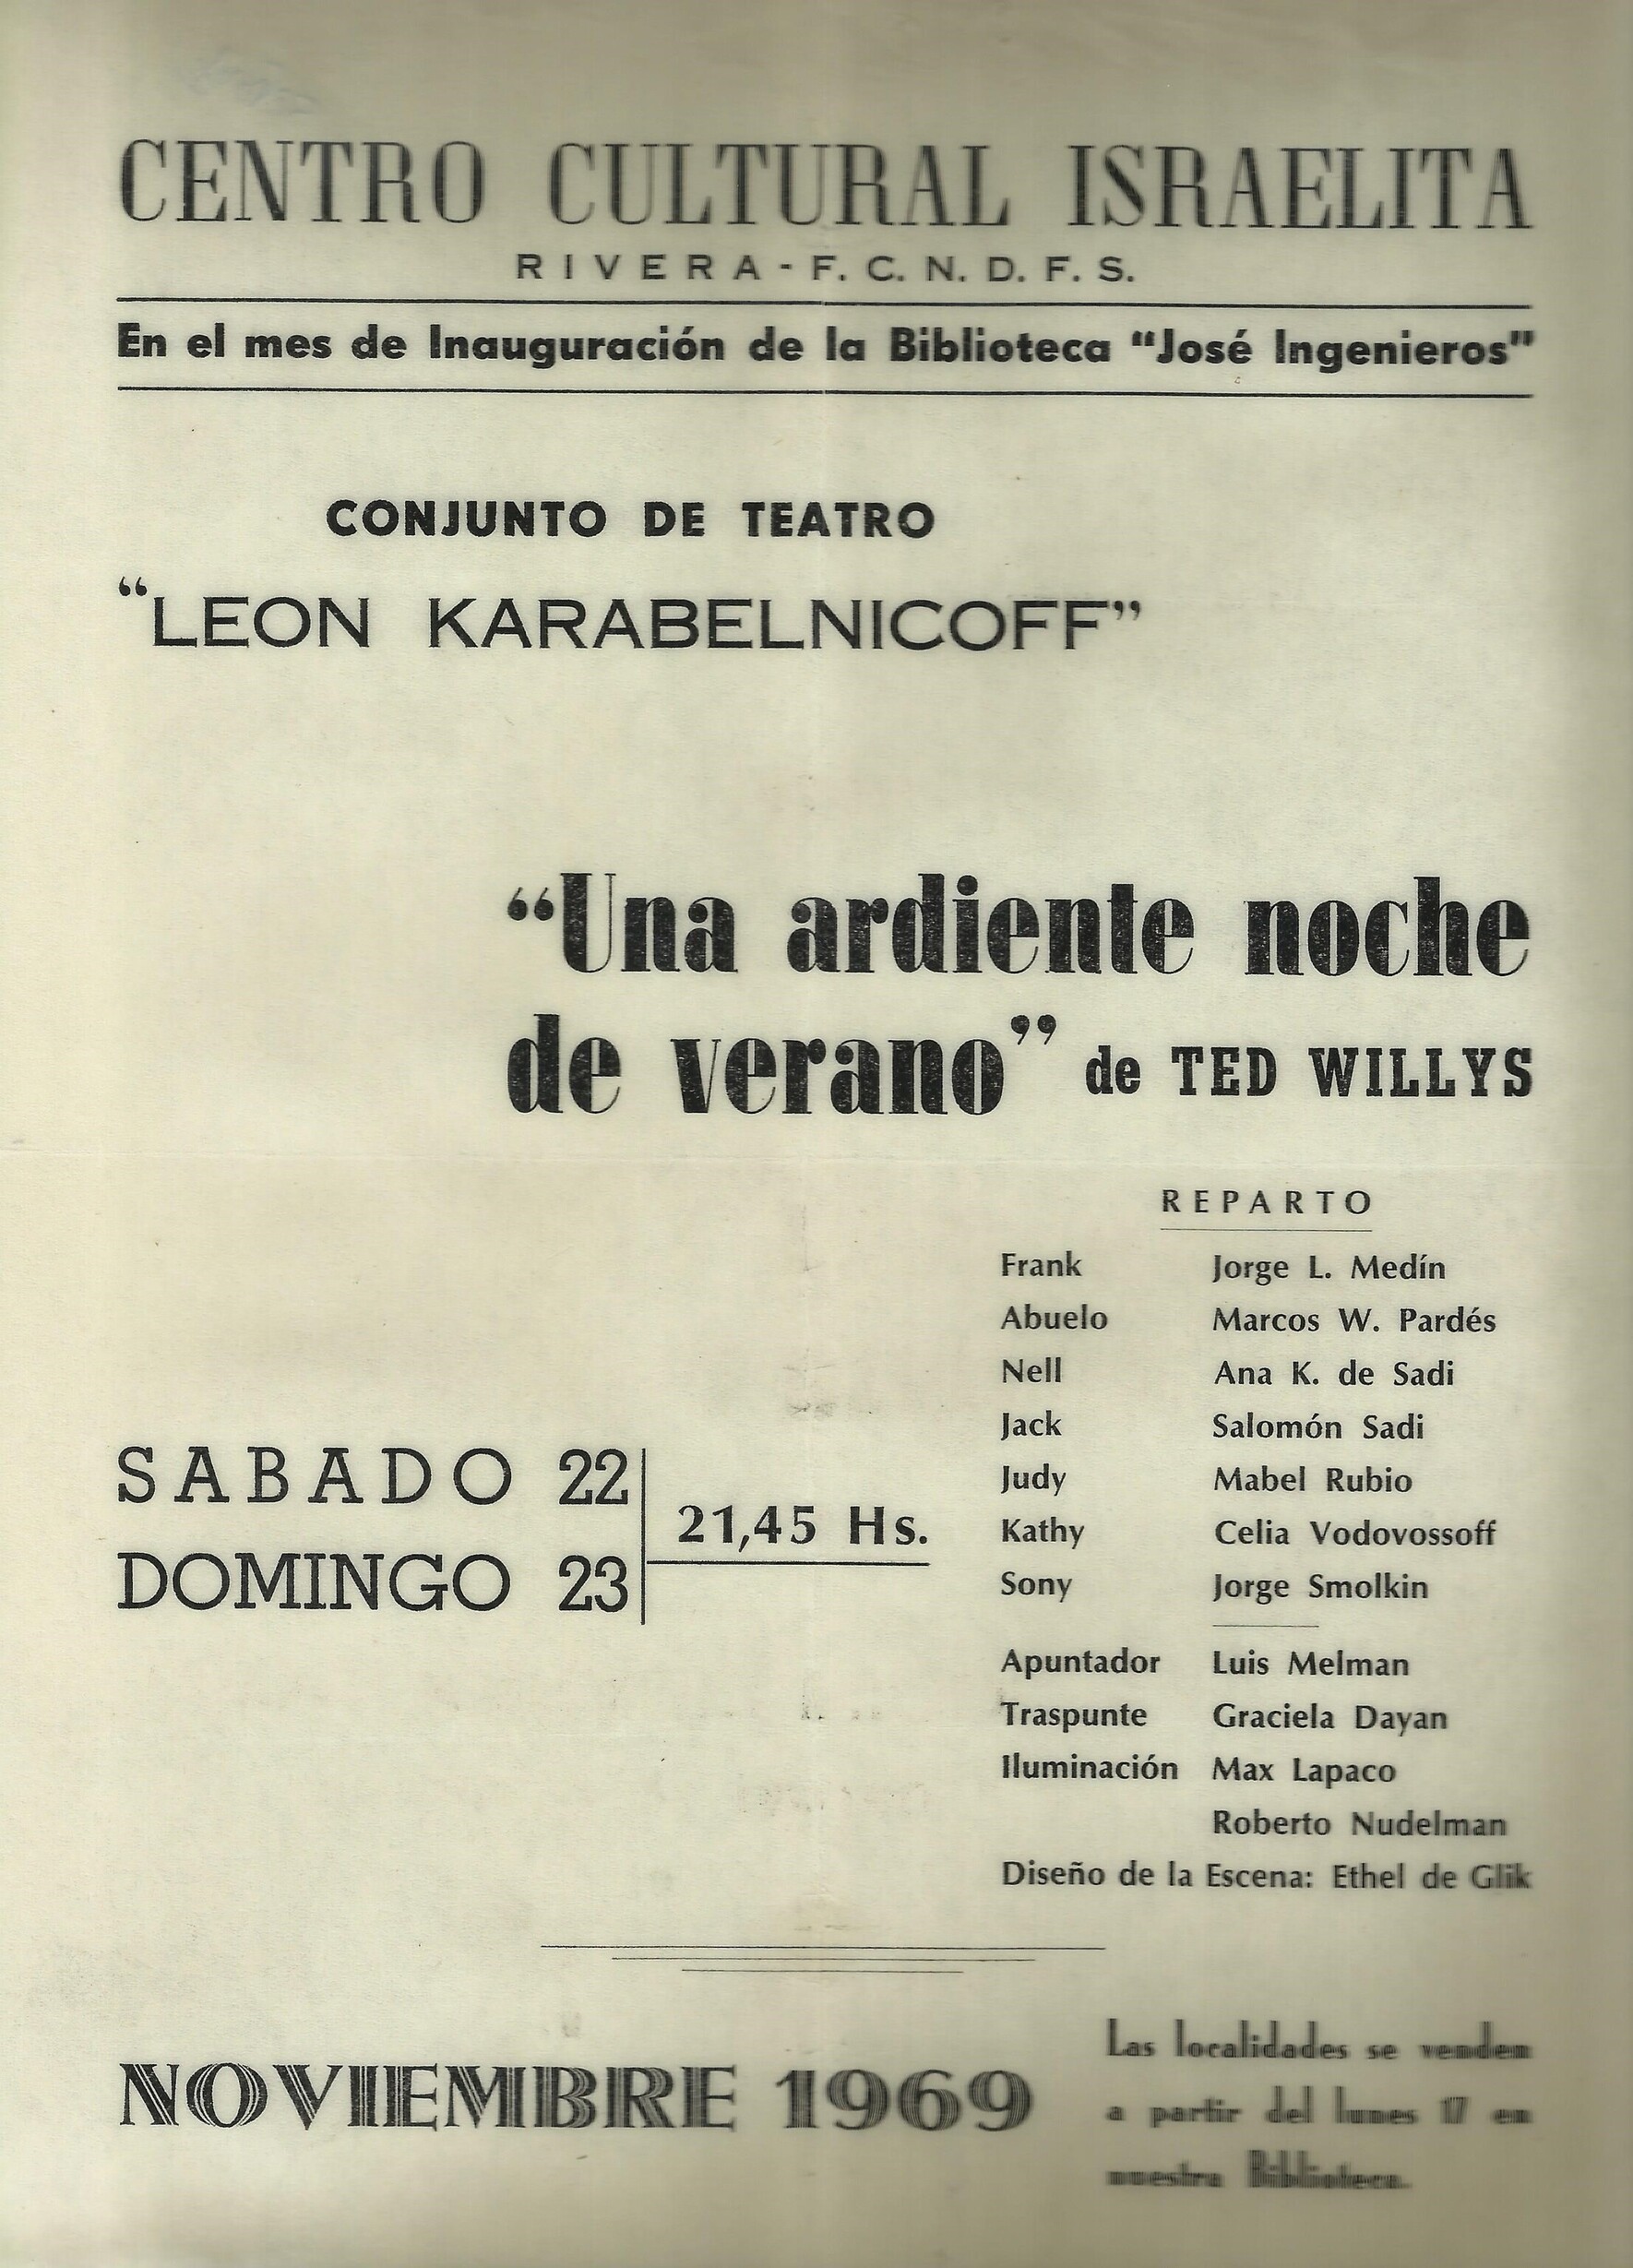 CENTRO CULTURAL ISRAELITA
RIVERA - F. C. N. D. F. S.
En el mes de Inauguración de la Biblioteca "José Ingenieros"
CONJUNTO DE TEATRO
"LEON KARABELNICOFF"
"Una ardiente noche
de verano" de TED WILLYS
SABADO 22
DOMINGO 23
21,45 Hs.
REPARTO
Frank Jorge L. Medín
Abuelo Marcos W. Pardés
Nell Ana K. de Sadi
Jack Salomón Sadi
Judy Mabel Rubio
Kathy Celia Vodovossoff
Sony Jorge Smolkin
Apuntador Luis Melman
Traspunte Graciela Dayan
Iluminación Max Lapaco
Roberto Nudelman
Diseño de la Escena: Ethel de Glik
NOVIEMBRE 1969
Las localidades se venden
a partir del lunes 17 en
nuestra Biblioteca.